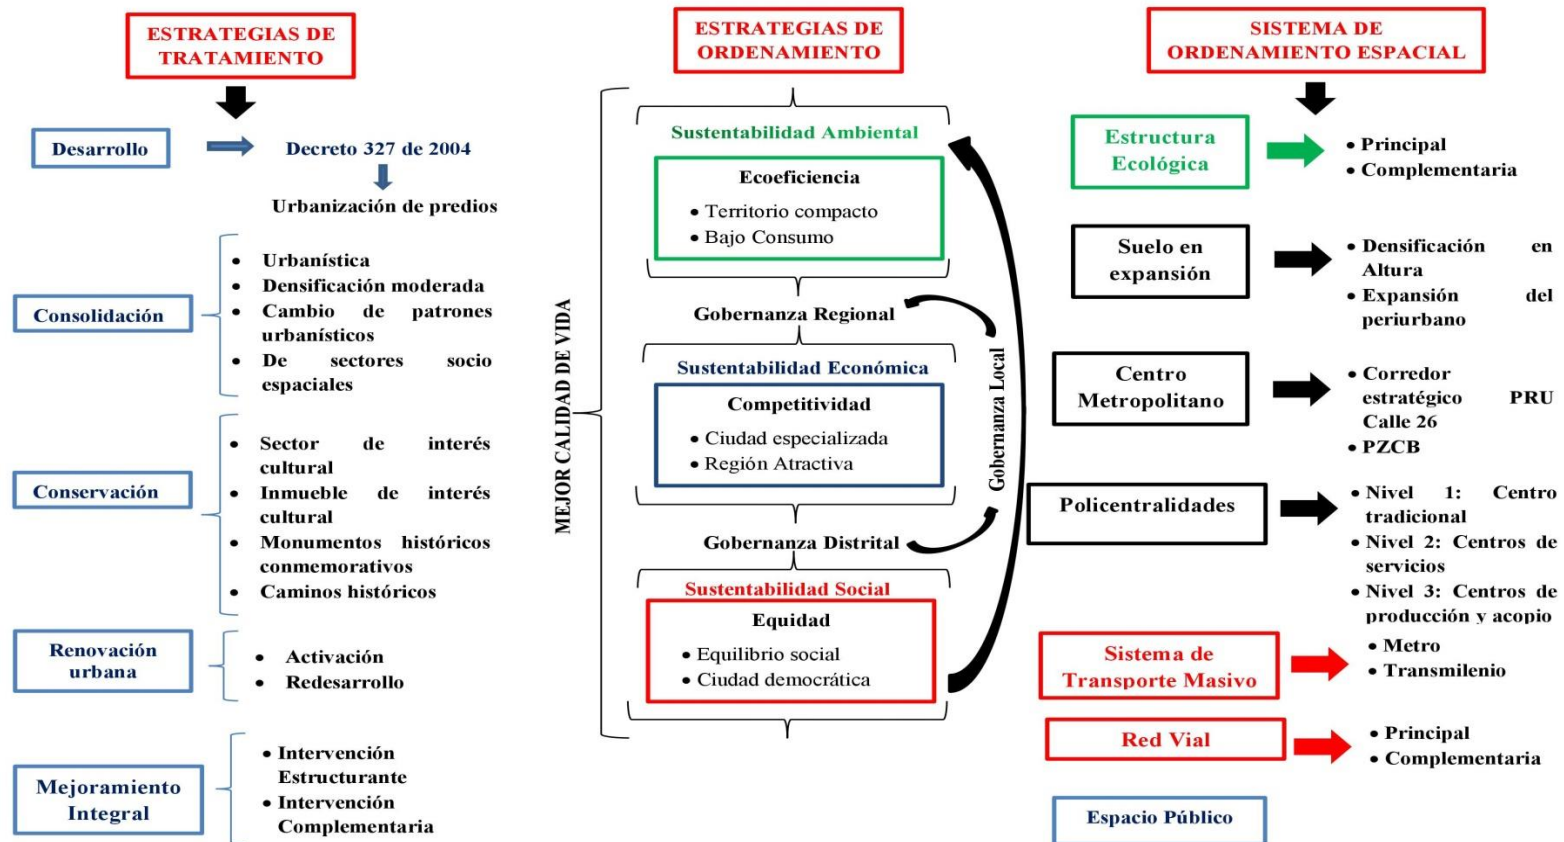 ESTRATEGIAS DE
TRATAMIENTO
Desarrollo
Decreto 327 de 2004
Urbanización de predios
Consolidación
• Urbanística
• Densificación moderada
• Cambio de patrones
urbanísticos
• De sectores socio
espaciales
Conservación
• Sector de interés
cultural
• Inmueble de interés
cultural
• Monumentos históricos
conmemorativos
• Caminos históricos
Renovación
urbana
• Activación
• Redesarrollo
Mejoramiento
Integral
• Intervención
Estructurante
• Intervención
Complementaria
ESTRATEGIAS DE
ORDENAMIENTO
MEJOR CALIDAD DE VIDA
Sustentabilidad Ambiental
Ecoeficiencia
• Territorio compacto
• Bajo Consumo
Gobernanza Regional
Sustentabilidad Económica
Competitividad
• Ciudad especializada
• Región Atractiva
Gobernanza Local
Gobernanza Distrital
Sustentabilidad Social
Equidad
• Equilibrio social
• Ciudad democrática
SISTEMA DE
ORDENAMIENTO ESPACIAL
Estructura
Ecológica
• Principal
• Complementaria
Suelo en
expansión
• Densificación en
Altura
• Expansión del
periurbano
Centro
Metropolitano
• Corredor
estratégico PRU
Calle 26
• PZCB
Policentralidades
• Nivel 1: Centro
tradicional
• Nivel 2: Centros de
servicios
• Nivel 3: Centros de
producción y acopio
Sistema de
Transporte Masivo
• Metro
• Transmilenio
Red Vial
• Principal
• Complementaria
Espacio Público